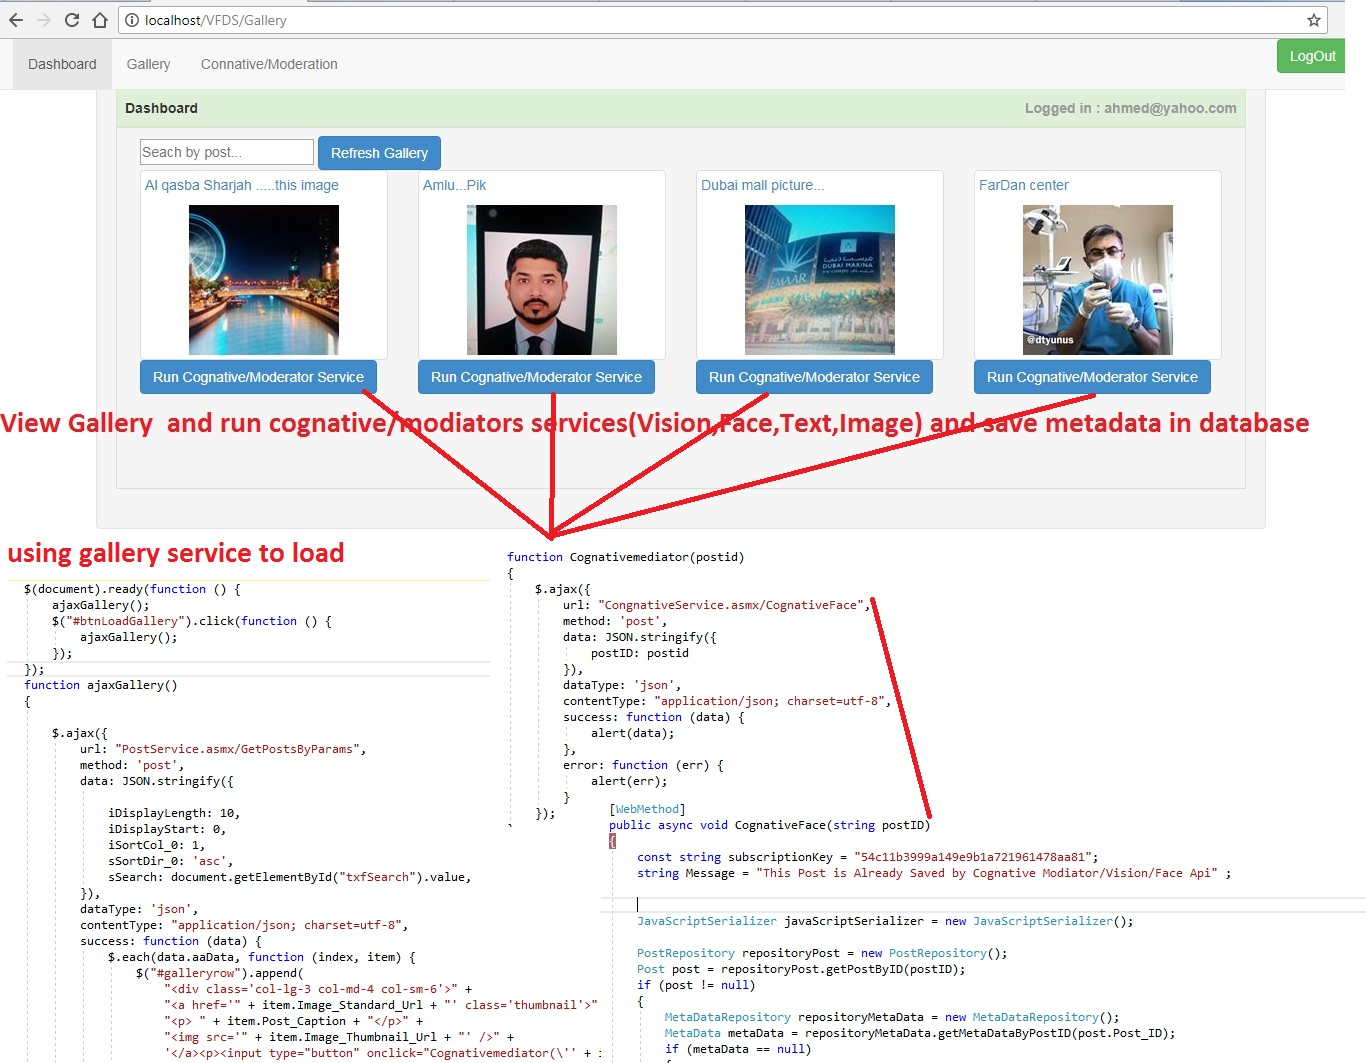 localhost/VFDS/Gallery
Dashboard Gallery Connative/Moderation LogOut
Dashboard Logged in : ahmed@yahoo.com
Seach by post... Refresh Gallery
Al qasba Sharjah .....this image Amlu...Pik Dubai mall picture... FarDan center
EMAAR DUBAI MARINA
@dtyunus
Run Cognative/Moderator Service Run Cognative/Moderator Service Run Cognative/Moderator Service Run Cognative/Moderator Service
View Gallery and run cognative/modiators services(Vision,Face,Text,Image) and save metadata in database
using gallery service to load
$(document).ready(function () {
ajaxGallery();
$("#btnLoadGallery").click(function () {
ajaxGallery();
});
});
function ajaxGallery()
{
$.ajax({
url: "PostService.asmx/GetPostsByParams",
method: 'post',
data: JSON.stringify({
iDisplayLength: 10,
iDisplayStart: 0,
iSortCol_0: 1,
sSortDir_0: 'asc',
sSearch: document.getElementById("txfSearch").value,
}),
dataType: 'json',
contentType: "application/json; charset=utf-8",
success: function (data) {
$.each(data.aaData, function (index, item) {
$("#galleryrow").append(
"<div class='col-lg-3 col-md-4 col-sm-6'>" +
"<a href='" + item.Image_Standard_Url + "' class='thumbnail'>"
"<p> " + item.Post_Caption + "</p>" +
"<img src='" + item.Image_Thumbnail_Url + "' />" +
'</a><p><input type="button" onclick="Cognativemediator(\'' + i
function Cognativemediator(postid)
{
$.ajax({
url: "CongnativeService.asmx/CognativeFace",
method: 'post',
data: JSON.stringify({
postID: postid
}),
dataType: 'json',
contentType: "application/json; charset=utf-8",
success: function (data) {
alert(data);
},
error: function (err) {
alert(err);
}
});
[WebMethod]
public async void CognativeFace(string postID)
{
const string subscriptionKey = "54c11b3999a149e9b1a721961478aa81";
string Message = "This Post is Already Saved by Cognative Modiator/Vision/Face Api" ;
JavaScriptSerializer javaScriptSerializer = new JavaScriptSerializer();
PostRepository repositoryPost = new PostRepository();
Post post = repositoryPost.getPostByID(postID);
if (post != null)
{
MetaDataRepository repositoryMetaData = new MetaDataRepository();
MetaData metaData = repositoryMetaData.getMetaDataByPostID(post.Post_ID);
if (metaData == null)